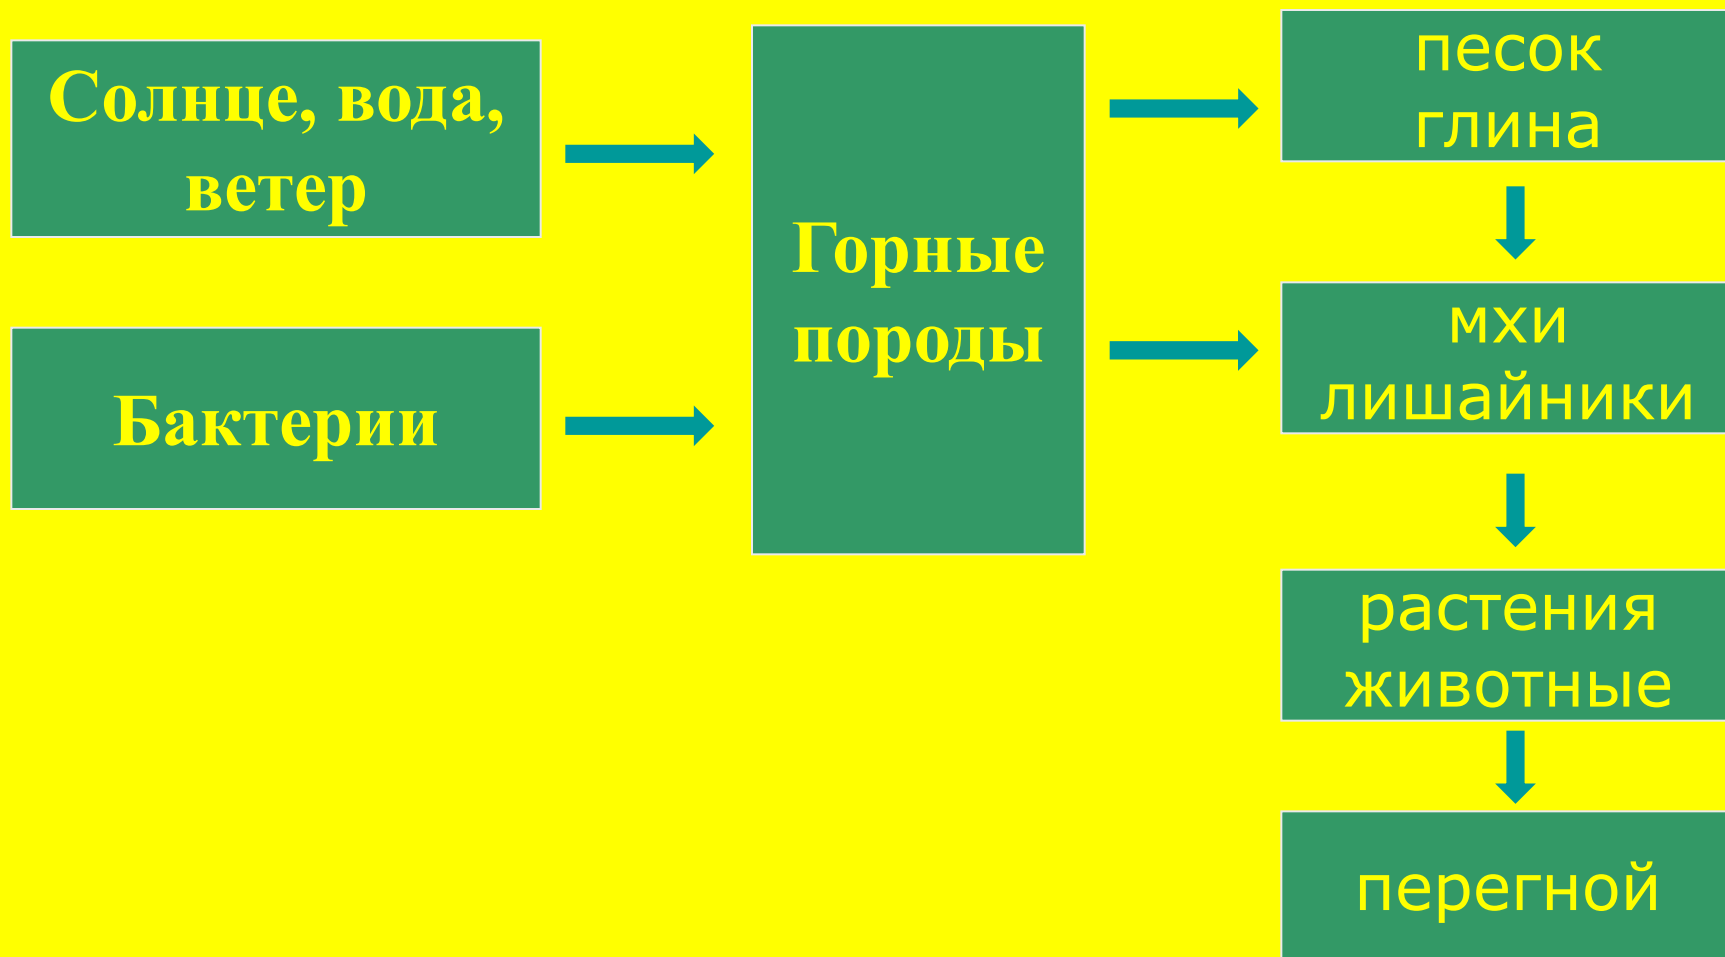 Солнце, вода,
ветер
Бактерии
Горные
породы
песок
глина
мхи
лишайники
растения
животные
перегной